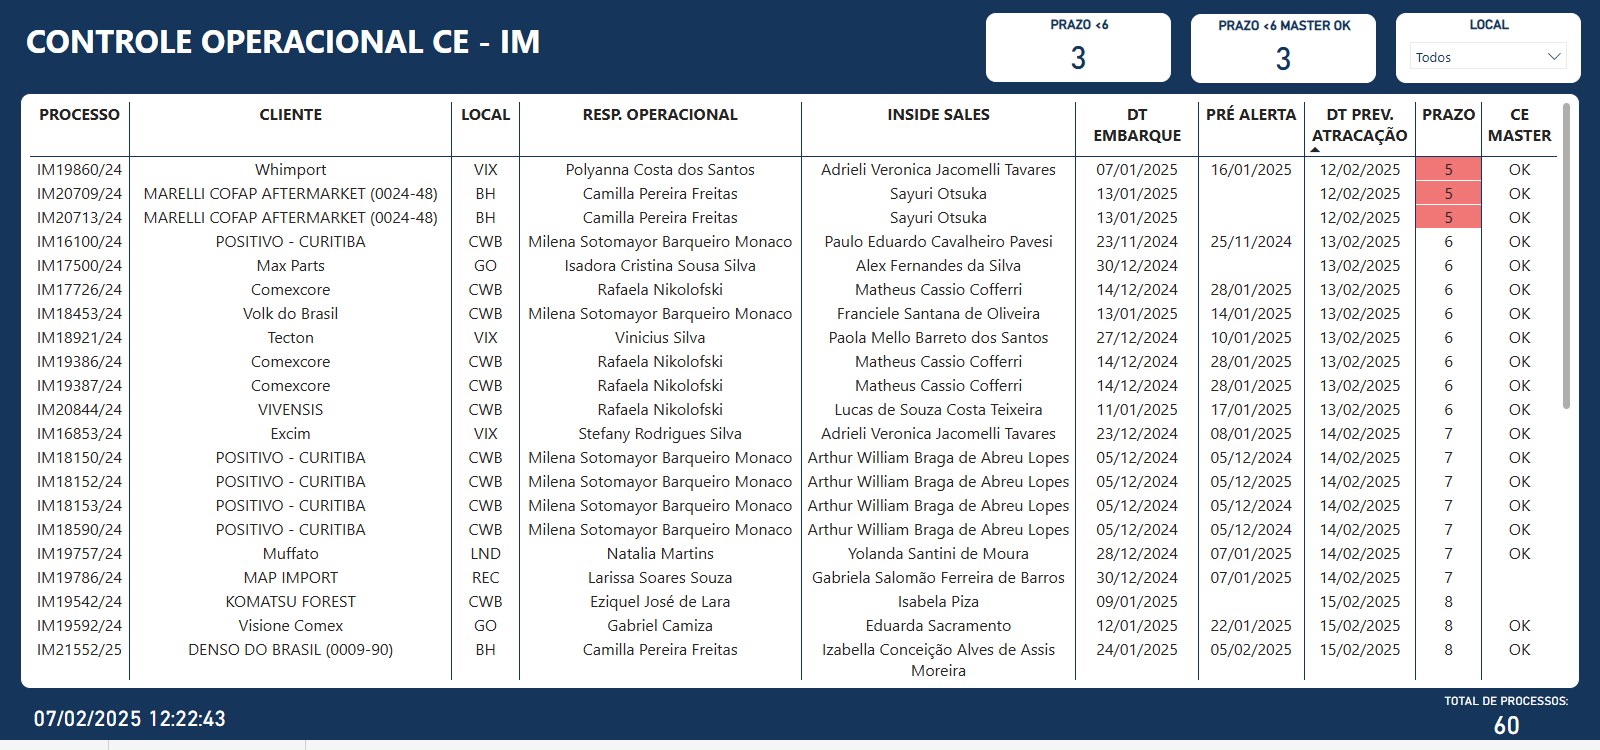 CONTROLE OPERACIONAL CE - IM
PRAZO <6
3
PRAZO <6 MASTER OK
3
LOCAL
Todos
PROCESSO CLIENTE LOCAL RESP. OPERACIONAL INSIDE SALES DT EMBARQUE PRÉ ALERTA DT PREV. ATRACAÇÃO PRAZO CE MASTER
IM19860/24 Whimport VIX Polyanna Costa dos Santos Adrieli Veronica Jacomelli Tavares 07/01/2025 16/01/2025 12/02/2025 5 OK
IM20709/24 MARELLI COFAP AFTERMARKET (0024-48) BH Camilla Pereira Freitas Sayuri Otsuka 13/01/2025 12/02/2025 5 OK
IM20713/24 MARELLI COFAP AFTERMARKET (0024-48) BH Camilla Pereira Freitas Sayuri Otsuka 13/01/2025 12/02/2025 5 OK
IM16100/24 POSITIVO - CURITIBA CWB Milena Sotomayor Barqueiro Monaco Paulo Eduardo Cavalheiro Pavesi 23/11/2024 25/11/2024 13/02/2025 6 OK
IM17500/24 Max Parts GO Isadora Cristina Sousa Silva Alex Fernandes da Silva 30/12/2024 13/02/2025 6 OK
IM17726/24 Comexcore CWB Rafaela Nikolofski Matheus Cassio Cofferri 14/12/2024 28/01/2025 13/02/2025 6 OK
IM18453/24 Volk do Brasil CWB Milena Sotomayor Barqueiro Monaco Franciele Santana de Oliveira 13/01/2025 14/01/2025 13/02/2025 6 OK
IM18921/24 Tecton VIX Vinicius Silva Paola Mello Barreto dos Santos 27/12/2024 10/01/2025 13/02/2025 6 OK
IM19386/24 Comexcore CWB Rafaela Nikolofski Matheus Cassio Cofferri 14/12/2024 28/01/2025 13/02/2025 6 OK
IM19387/24 Comexcore CWB Rafaela Nikolofski Matheus Cassio Cofferri 14/12/2024 28/01/2025 13/02/2025 6 OK
IM20844/24 VIVENSIS CWB Rafaela Nikolofski Lucas de Souza Costa Teixeira 11/01/2025 17/01/2025 13/02/2025 6 OK
IM16853/24 Excim VIX Stefany Rodrigues Silva Adrieli Veronica Jacomelli Tavares 23/12/2024 08/01/2025 14/02/2025 7 OK
IM18150/24 POSITIVO - CURITIBA CWB Milena Sotomayor Barqueiro Monaco Arthur William Braga de Abreu Lopes 05/12/2024 05/12/2024 14/02/2025 7 OK
IM18152/24 POSITIVO - CURITIBA CWB Milena Sotomayor Barqueiro Monaco Arthur William Braga de Abreu Lopes 05/12/2024 05/12/2024 14/02/2025 7 OK
IM18153/24 POSITIVO - CURITIBA CWB Milena Sotomayor Barqueiro Monaco Arthur William Braga de Abreu Lopes 05/12/2024 05/12/2024 14/02/2025 7 OK
IM18590/24 POSITIVO - CURITIBA CWB Milena Sotomayor Barqueiro Monaco Arthur William Braga de Abreu Lopes 05/12/2024 05/12/2024 14/02/2025 7 OK
IM19757/24 Muffato LND Natalia Martins Yolanda Santini de Moura 28/12/2024 07/01/2025 14/02/2025 7 OK
IM19786/24 MAP IMPORT REC Larissa Soares Souza Gabriela Salomão Ferreira de Barros 30/12/2024 07/01/2025 14/02/2025 7
IM19542/24 KOMATSU FOREST CWB Eziquel José de Lara Isabela Piza 09/01/2025 15/02/2025 8
IM19592/24 Visione Comex GO Gabriel Camiza Eduarda Sacramento 12/01/2025 22/01/2025 15/02/2025 8 OK
IM21552/25 DENSO DO BRASIL (0009-90) BH Camilla Pereira Freitas Izabella Conceição Alves de Assis Moreira 24/01/2025 05/02/2025 15/02/2025 8 OK
07/02/2025 12:22:43
TOTAL DE PROCESSOS:
60